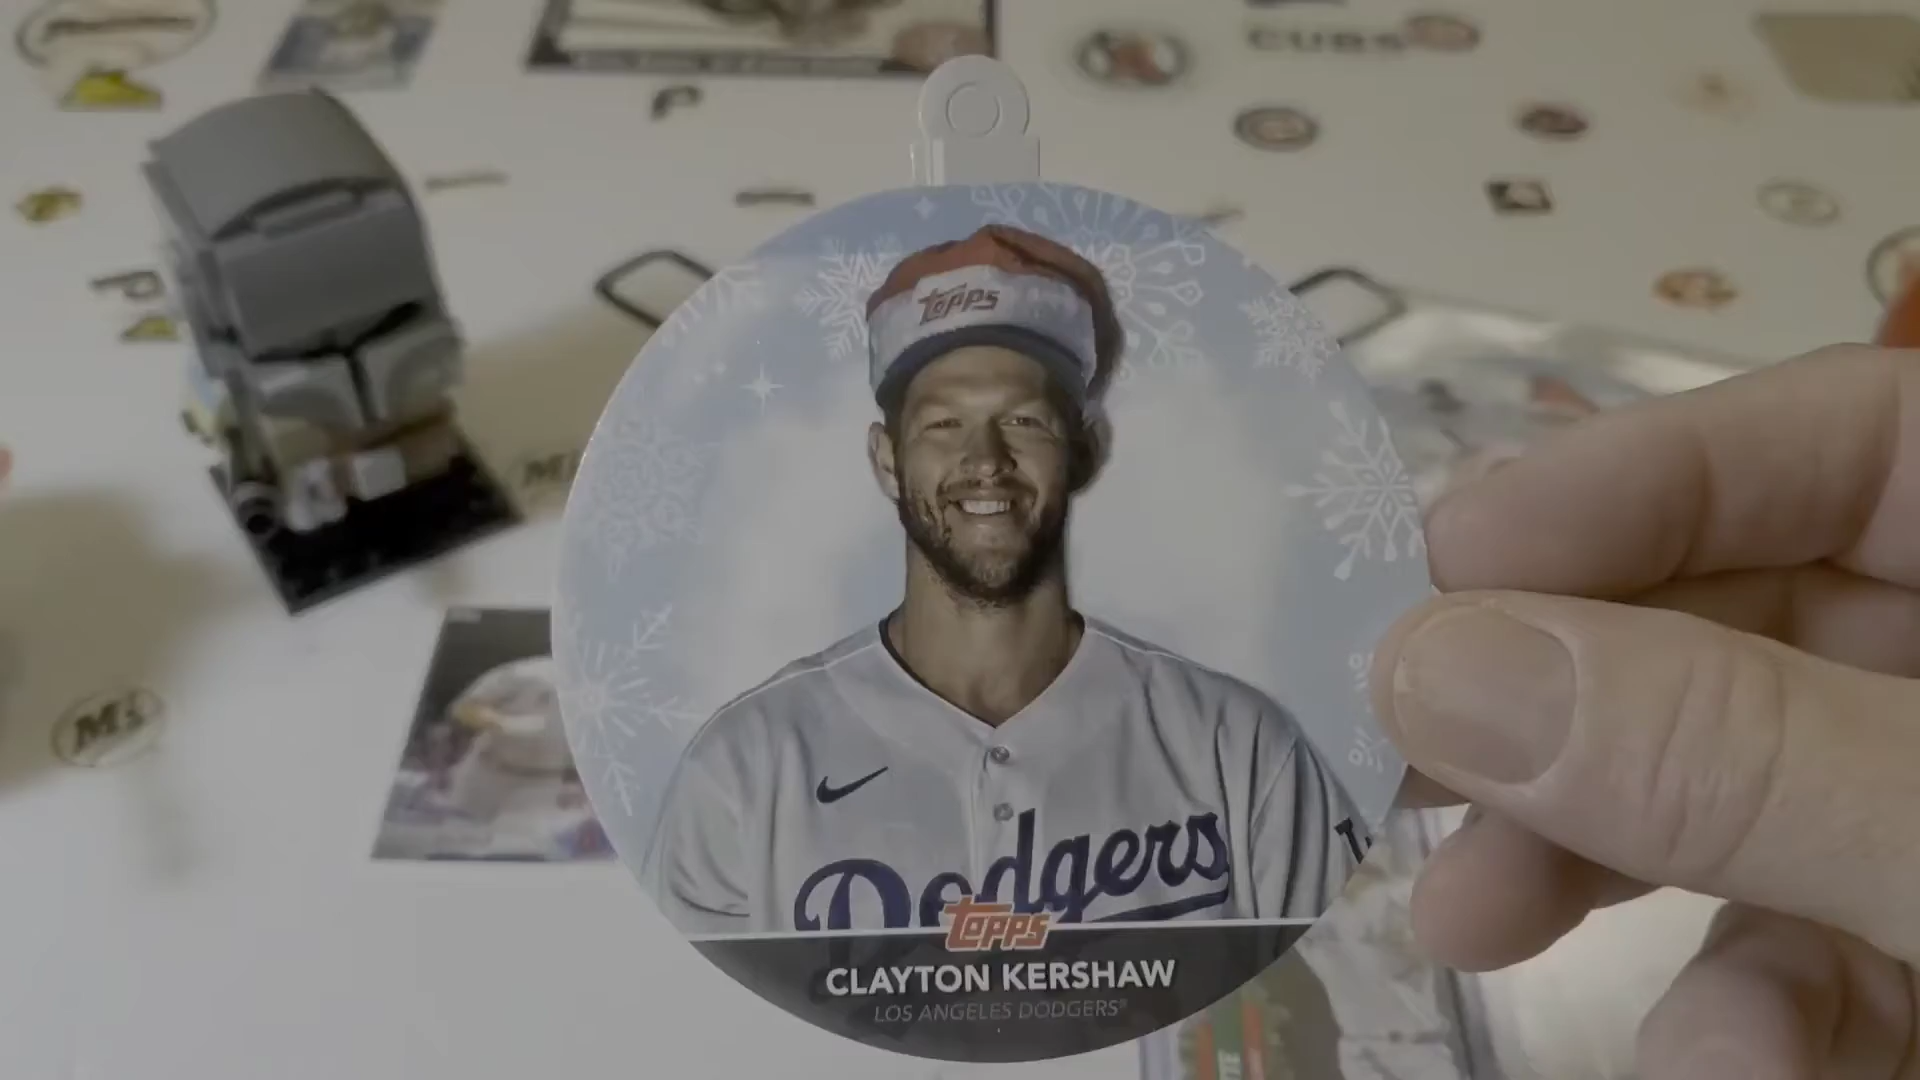 CUBS
P
P
TOPPS
M's
M's
Dodgers
TOPPS
CLAYTON KERSHAW
LOS ANGELES DODGERS®